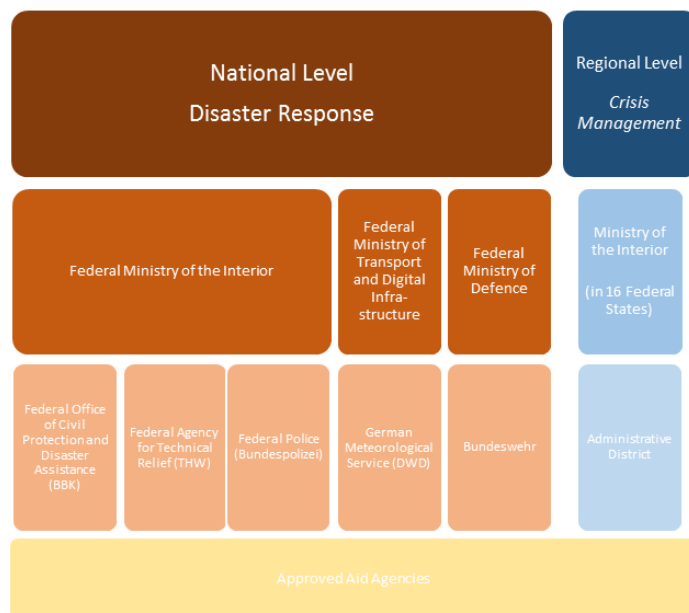 National Level
Disaster Response
Regional Level
Crisis
Management
Federal Ministry of the Interior
Federal
Ministry of
Transport
and Digital
Infra-
structure
Federal
Ministry of
Defence
Ministry of
the Interior
(in 16 Federal
States)
Federal Office
of Civil
Protection and
Disaster
Assistance
(BBK)
Federal Agency
for Technical
Relief (THW)
Federal Police
(Bundespolizei)
German
Meteorological
Service (DWD)
Bundeswehr
Administrative
District
Approved Aid Agencies